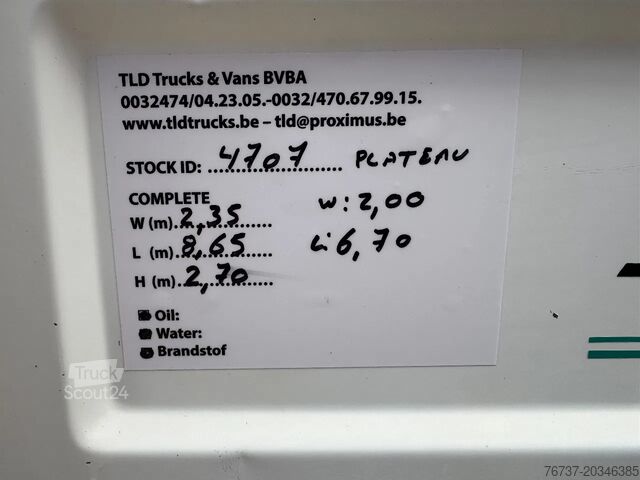 TLD Trucks & Vans BVBA
0032474/04.23.05.-0032/470.67.99.15.
www.tldtrucks.be – tld@proximus.be
STOCK ID: 4707 PLATEAU
COMPLETE
W (m) 2,35 W: 2,00
L (m) 8,65 L: 6,70
H (m) 2,70
Oil:
Water:
Brandstof
Truck
Scout24
76737-20346385